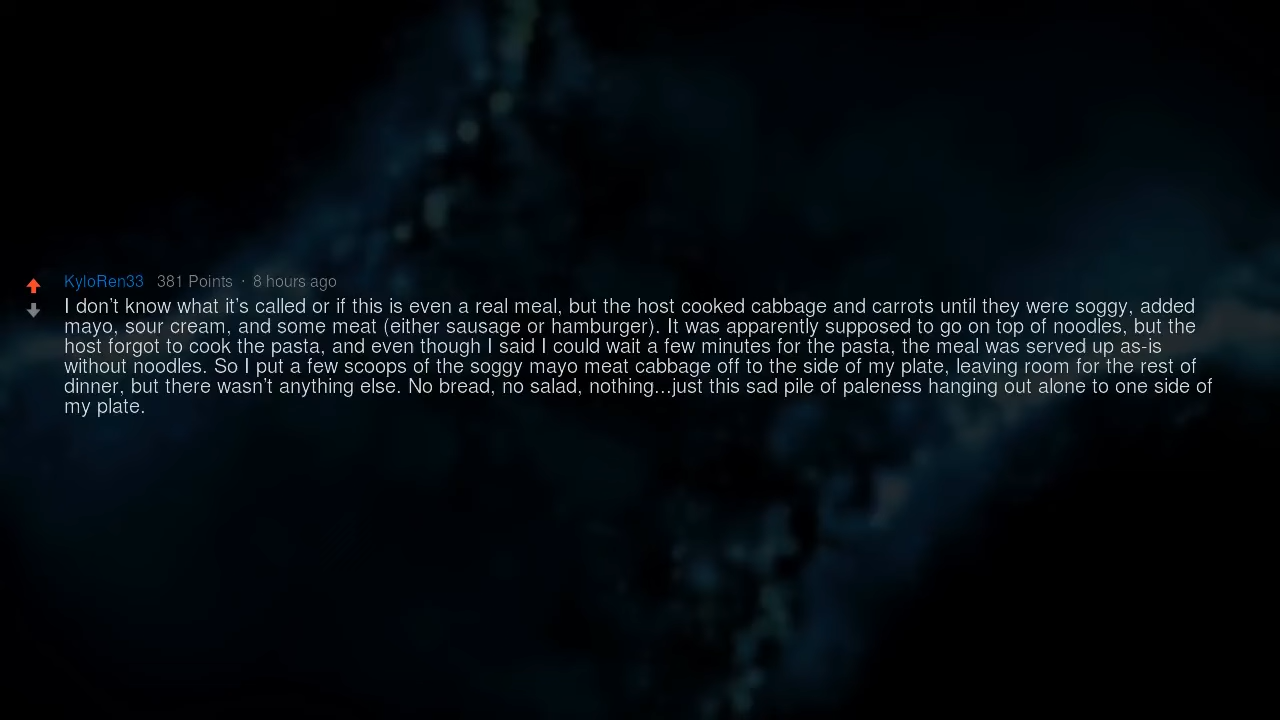 KyloRen33 381 Points · 8 hours ago
I don't know what it's called or if this is even a real meal, but the host cooked cabbage and carrots until they were soggy, added
mayo, sour cream, and some meat (either sausage or hamburger). It was apparently supposed to go on top of noodles, but the
host forgot to cook the pasta, and even though I said I could wait a few minutes for the pasta, the meal was served up as-is
without noodles. So I put a few scoops of the soggy mayo meat cabbage off to the side of my plate, leaving room for the rest of
dinner, but there wasn't anything else. No bread, no salad, nothing...just this sad pile of paleness hanging out alone to one side of
my plate.